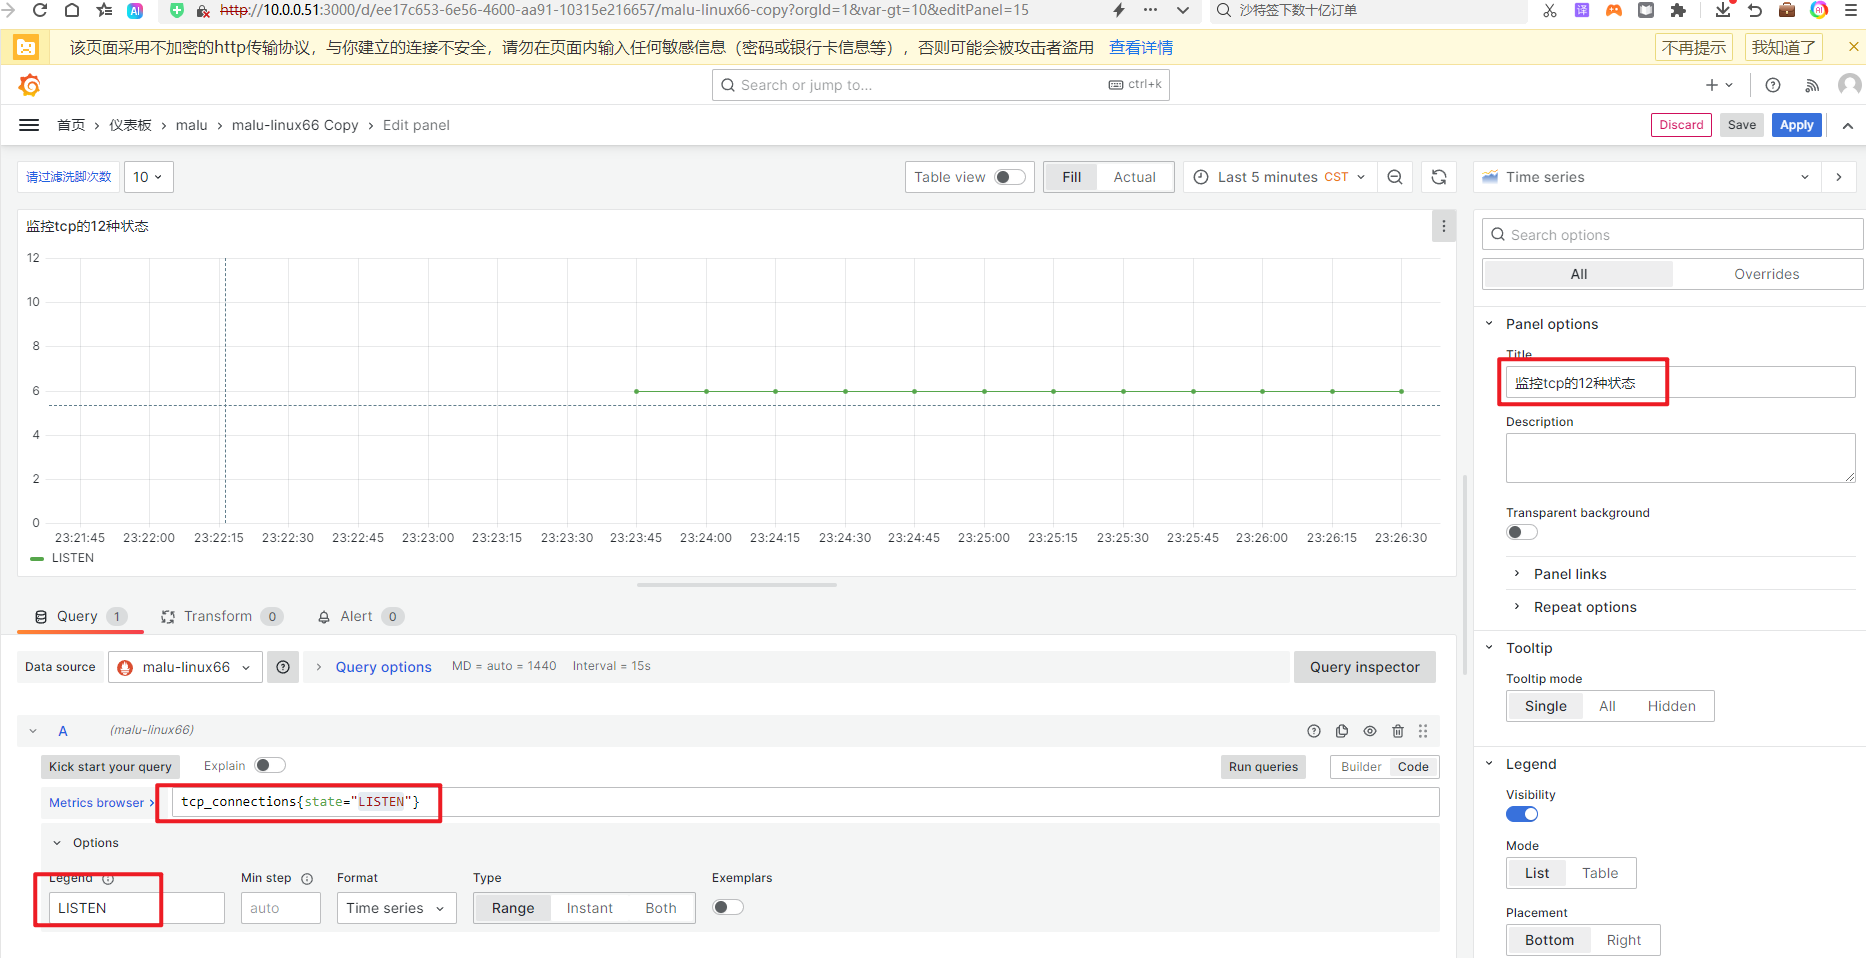 http://10.0.0.51:3000/d/ee17c653-6e56-4600-aa91-10315e216657/malu-linux66-copy?orgId=1&var-gt=10&editPanel=15
沙特签下数十亿订单
该页面采用不加密的http传输协议，与你建立的连接不安全，请勿在页面内输入任何敏感信息（密码或银行卡信息等），否则可能会被攻击者盗用 查看详情
不再提示
我知道了
Search or jump to...
ctrl+k
首页 › 仪表板 › malu › malu-linux66 Copy › Edit panel
Discard
Save
Apply
请过滤洗脚次数
10
Table view
Fill
Actual
Last 5 minutes CST
Time series
监控tcp的12种状态
12
10
8
6
4
2
0
23:21:45 23:22:00 23:22:15 23:22:30 23:22:45 23:23:00 23:23:15 23:23:30 23:23:45 23:24:00 23:24:15 23:24:30 23:24:45 23:25:00 23:25:15 23:25:30 23:25:45 23:26:00 23:26:15 23:26:30
LISTEN
Query 1
Transform 0
Alert 0
Data source
malu-linux66
Query options
MD = auto = 1440
Interval = 15s
Query inspector
A
(malu-linux66)
Kick start your query
Explain
Run queries
Builder
Code
Metrics browser ›
tcp_connections{state="LISTEN"}
Options
Legend
Min step
Format
Type
Exemplars
LISTEN
auto
Time series
Range
Instant
Both
Search options
All
Overrides
Panel options
Title
监控tcp的12种状态
Description
Transparent background
Panel links
Repeat options
Tooltip
Tooltip mode
Single
All
Hidden
Legend
Visibility
Mode
List
Table
Placement
Bottom
Right